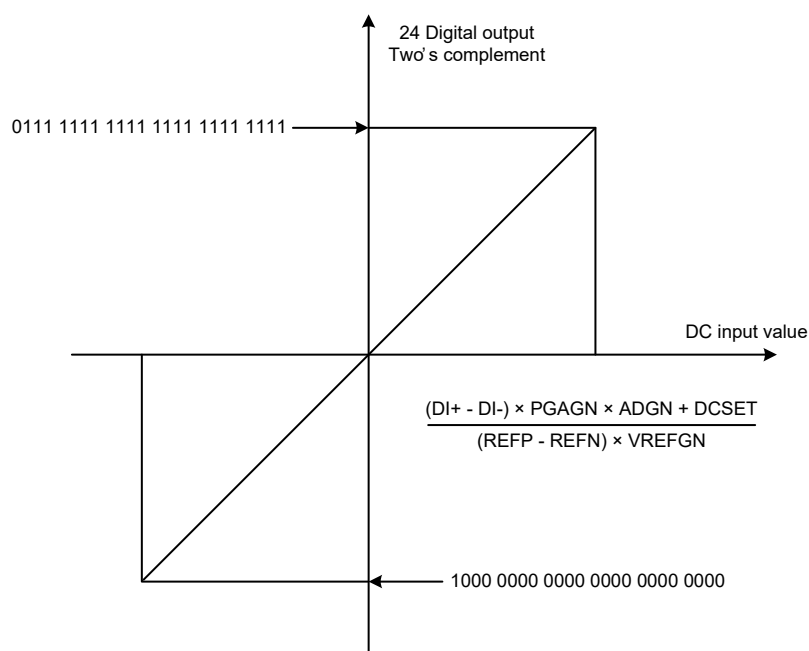 24 Digital output
Two's complement
0111 1111 1111 1111 1111 1111
DC input value
(DI+ - DI-) × PGAGN × ADGN + DCSET
(REFP - REFN) × VREFGN
1000 0000 0000 0000 0000 0000